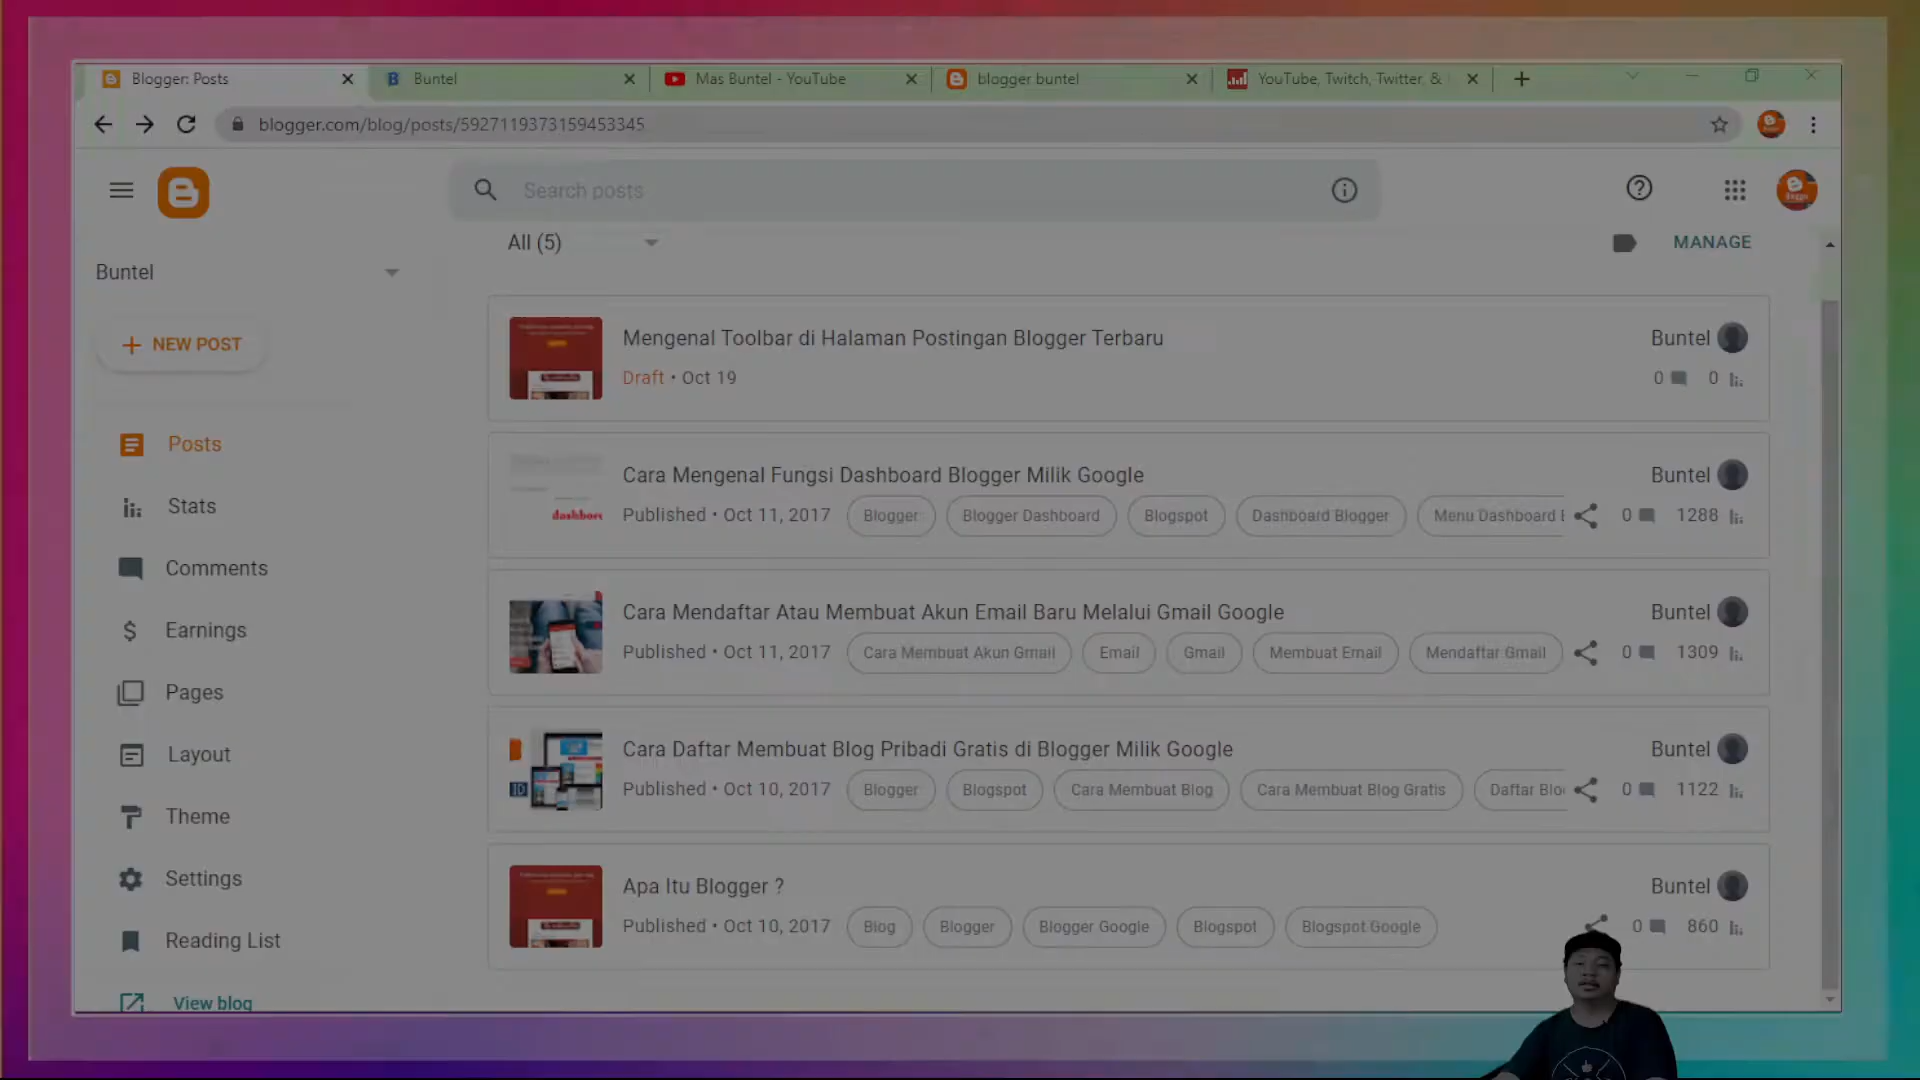 Blogger: Posts
Buntel
Mas Buntel - YouTube
blogger buntel
YouTube, Twitch, Twitter, &
blogger.com/blog/posts/5927119373159453345
Search posts
All (5)
MANAGE
Buntel
NEW POST
Posts
Stats
Comments
Earnings
Pages
Layout
Theme
Settings
Reading List
View blog
Mengenal Toolbar di Halaman Postingan Blogger Terbaru
Buntel
Draft • Oct 19
0 0
Cara Mengenal Fungsi Dashboard Blogger Milik Google
Buntel
Published • Oct 11, 2017 Blogger Blogger Dashboard Blogspot Dashboard Blogger Menu Dashboard 0 1288
Cara Mendaftar Atau Membuat Akun Email Baru Melalui Gmail Google
Buntel
Published • Oct 11, 2017 Cara Membuat Akun Gmail Email Gmail Membuat Email Mendaftar Gmail 0 1309
Cara Daftar Membuat Blog Pribadi Gratis di Blogger Milik Google
Buntel
Published • Oct 10, 2017 Blogger Blogspot Cara Membuat Blog Cara Membuat Blog Gratis Daftar 0 1122
Apa Itu Blogger ?
Buntel
Published • Oct 10, 2017 Blog Blogger Blogger Google Blogspot Blogspot Google 0 860